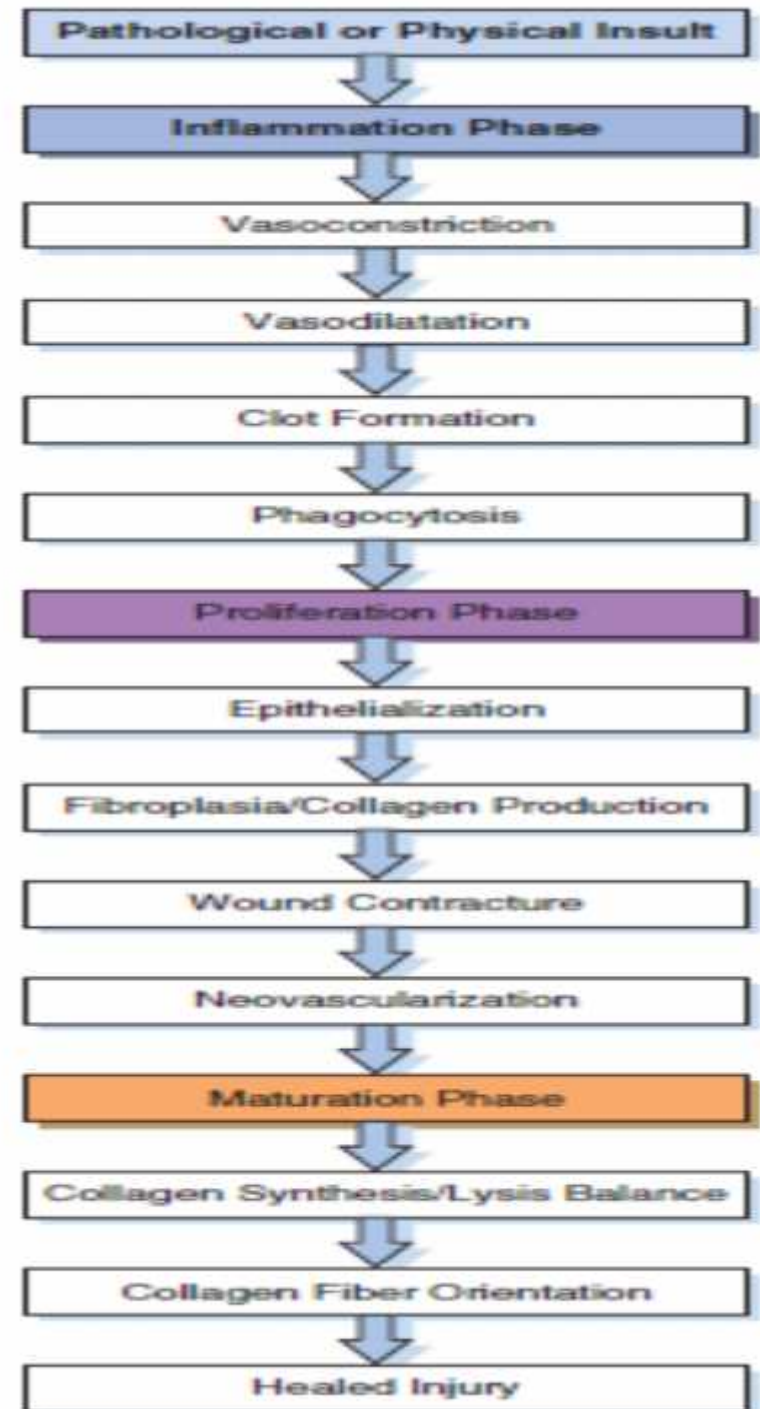 Pathological or Physical Insult
Inflammation Phase
Vasoconstriction
Vasodilatation
Clot Formation
Phagocytosis
Proliferation Phase
Epithelialization
Fibroplasia/Collagen Production
Wound Contracture
Neovascularization
Maturation Phase
Collagen Synthesis/Lysis Balance
Collagen Fiber Orientation
Healed Injury